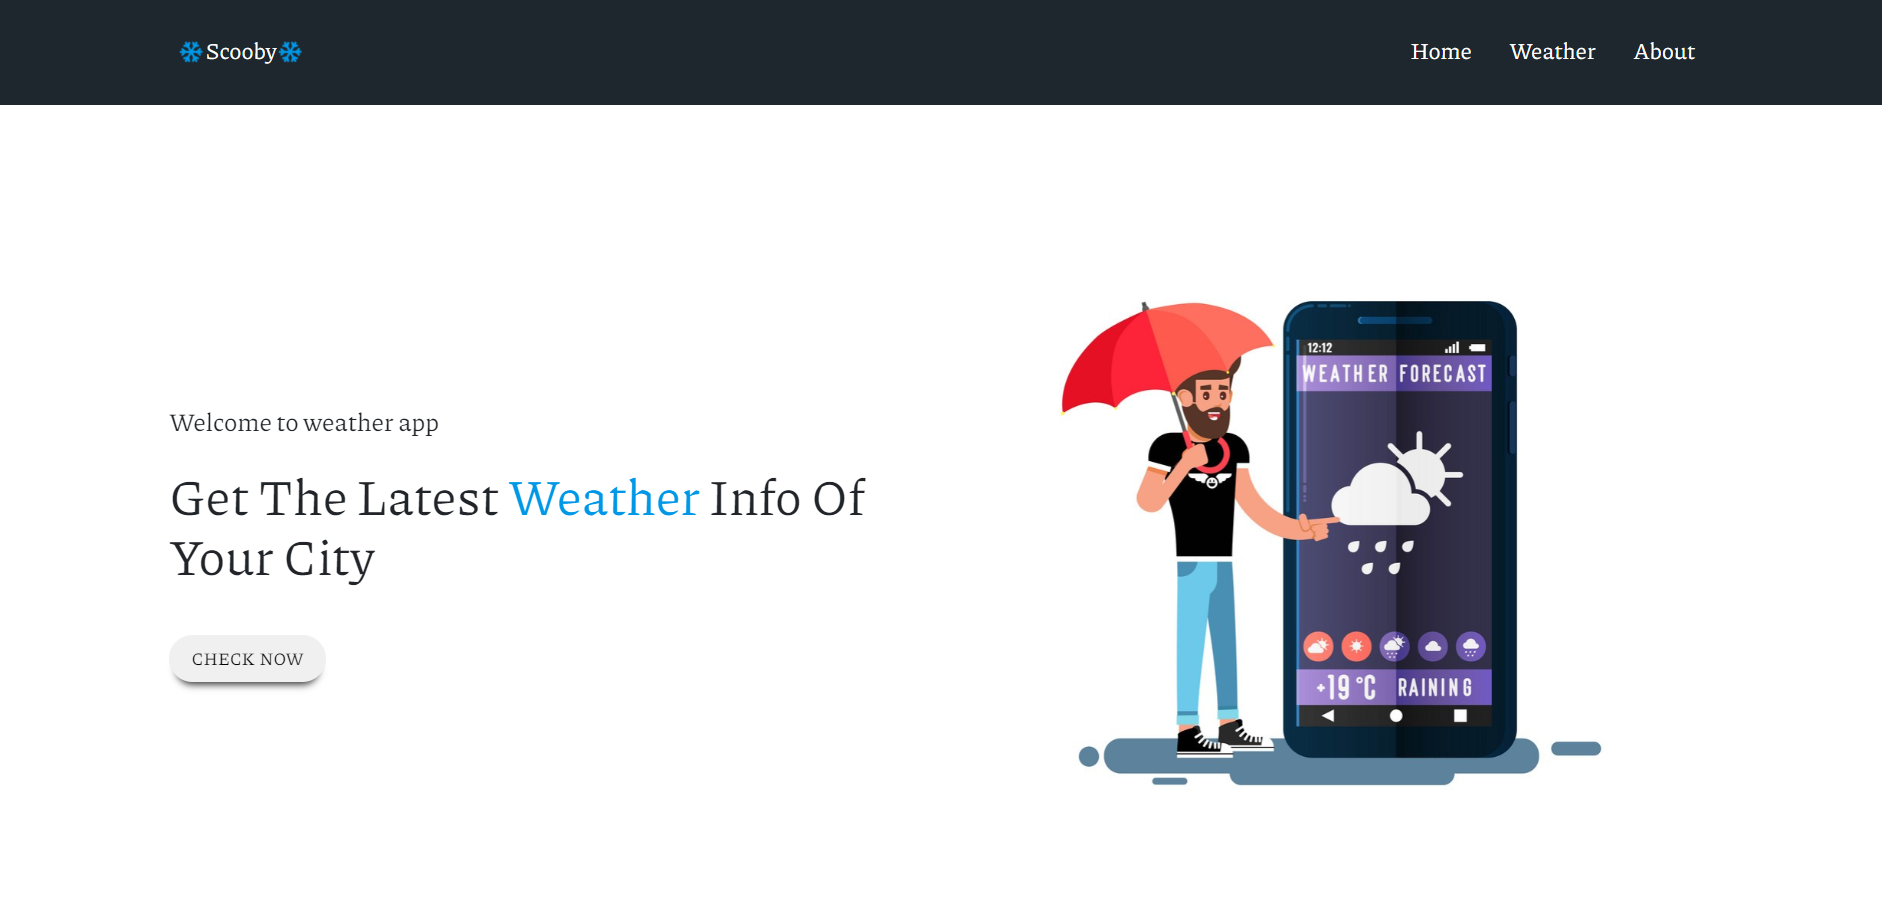 Scooby
Home Weather About
Welcome to weather app
Get The Latest Weather Info Of
Your City
CHECK NOW
12:12
WEATHER FORECAST
+19°C RAINING